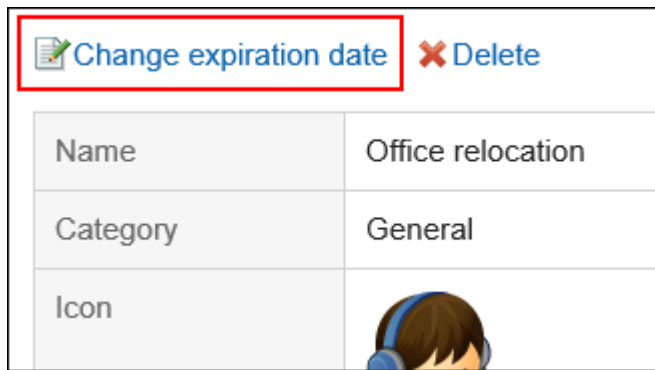 Change expiration date Delete
Name Office relocation
Category General
Icon